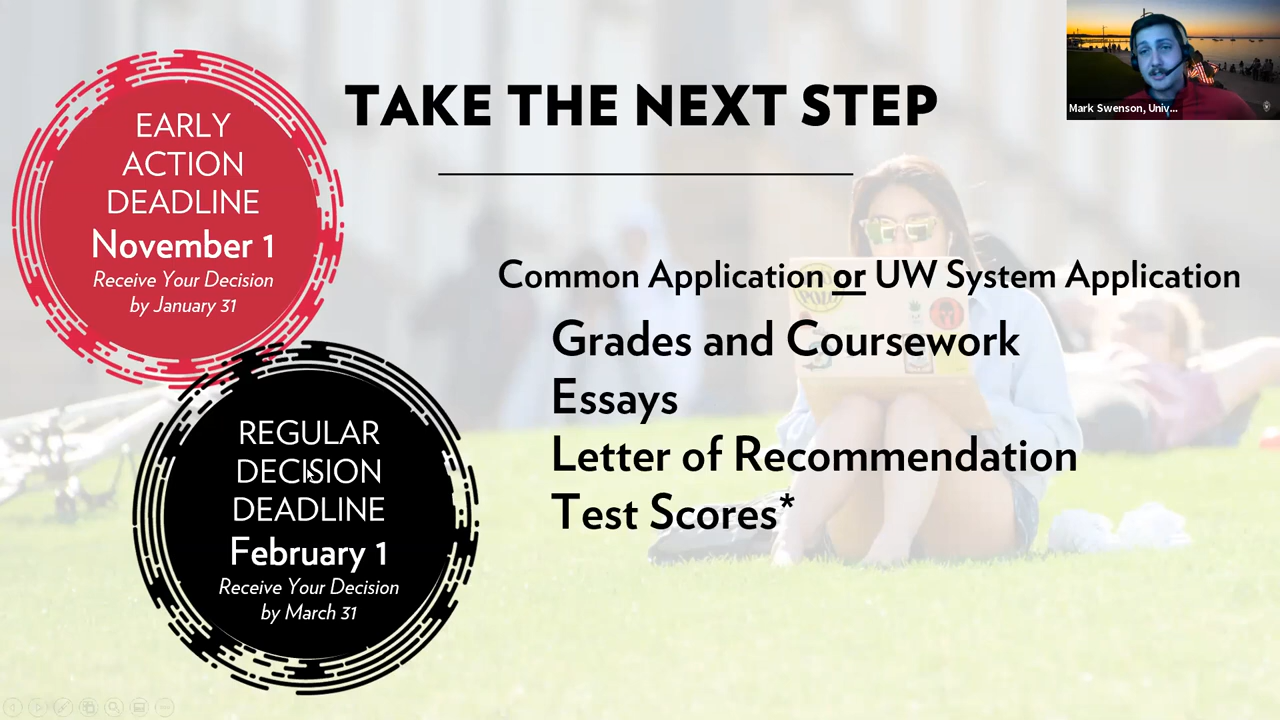 EARLY
ACTION
DEADLINE
November 1
Receive Your Decision
by January 31
REGULAR
DECISION
DEADLINE
February 1
Receive Your Decision
by March 31
TAKE THE NEXT STEP
Common Application or UW System Application
Grades and Coursework
Essays
Letter of Recommendation
Test Scores*
Mark Swenson, Univ...